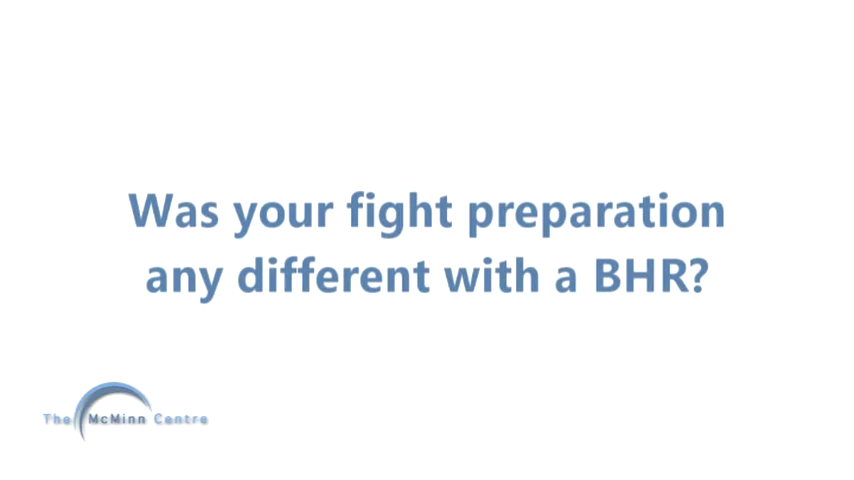 Was your fight preparation
any different with a BHR?
The McMinn Centre